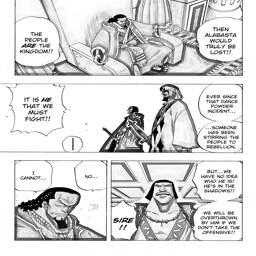 THEN
ALABASTA
WOULD
TRULY BE
LOST!!
THE
PEOPLE
ARE THE
KINGDOM!!
EVER SINCE
THAT DANCE
POWDER
INCIDENT...
...SOMEONE
HAS BEEN
STIRRING THE
PEOPLE TO
REBELLION.
IT IS HE
THAT WE
MUST
FIGHT!!
BUT...WE
HAVE NO
IDEA WHO
HE IS!
HE'S IN THE
SHADOWS!!
WE WILL BE
OVERTHROWN
BY HIM IF WE
DON'T TAKE THE
OFFENSIVE!!
SIRE!!
NO...
I
CANNOT...